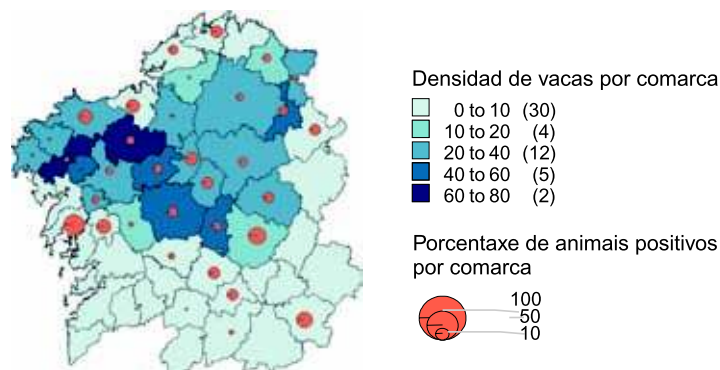 Densidad de vacas por comarca
0 to 10 (30)
10 to 20 (4)
20 to 40 (12)
40 to 60 (5)
60 to 80 (2)
Porcentaxe de animais positivos
por comarca
100
50
10